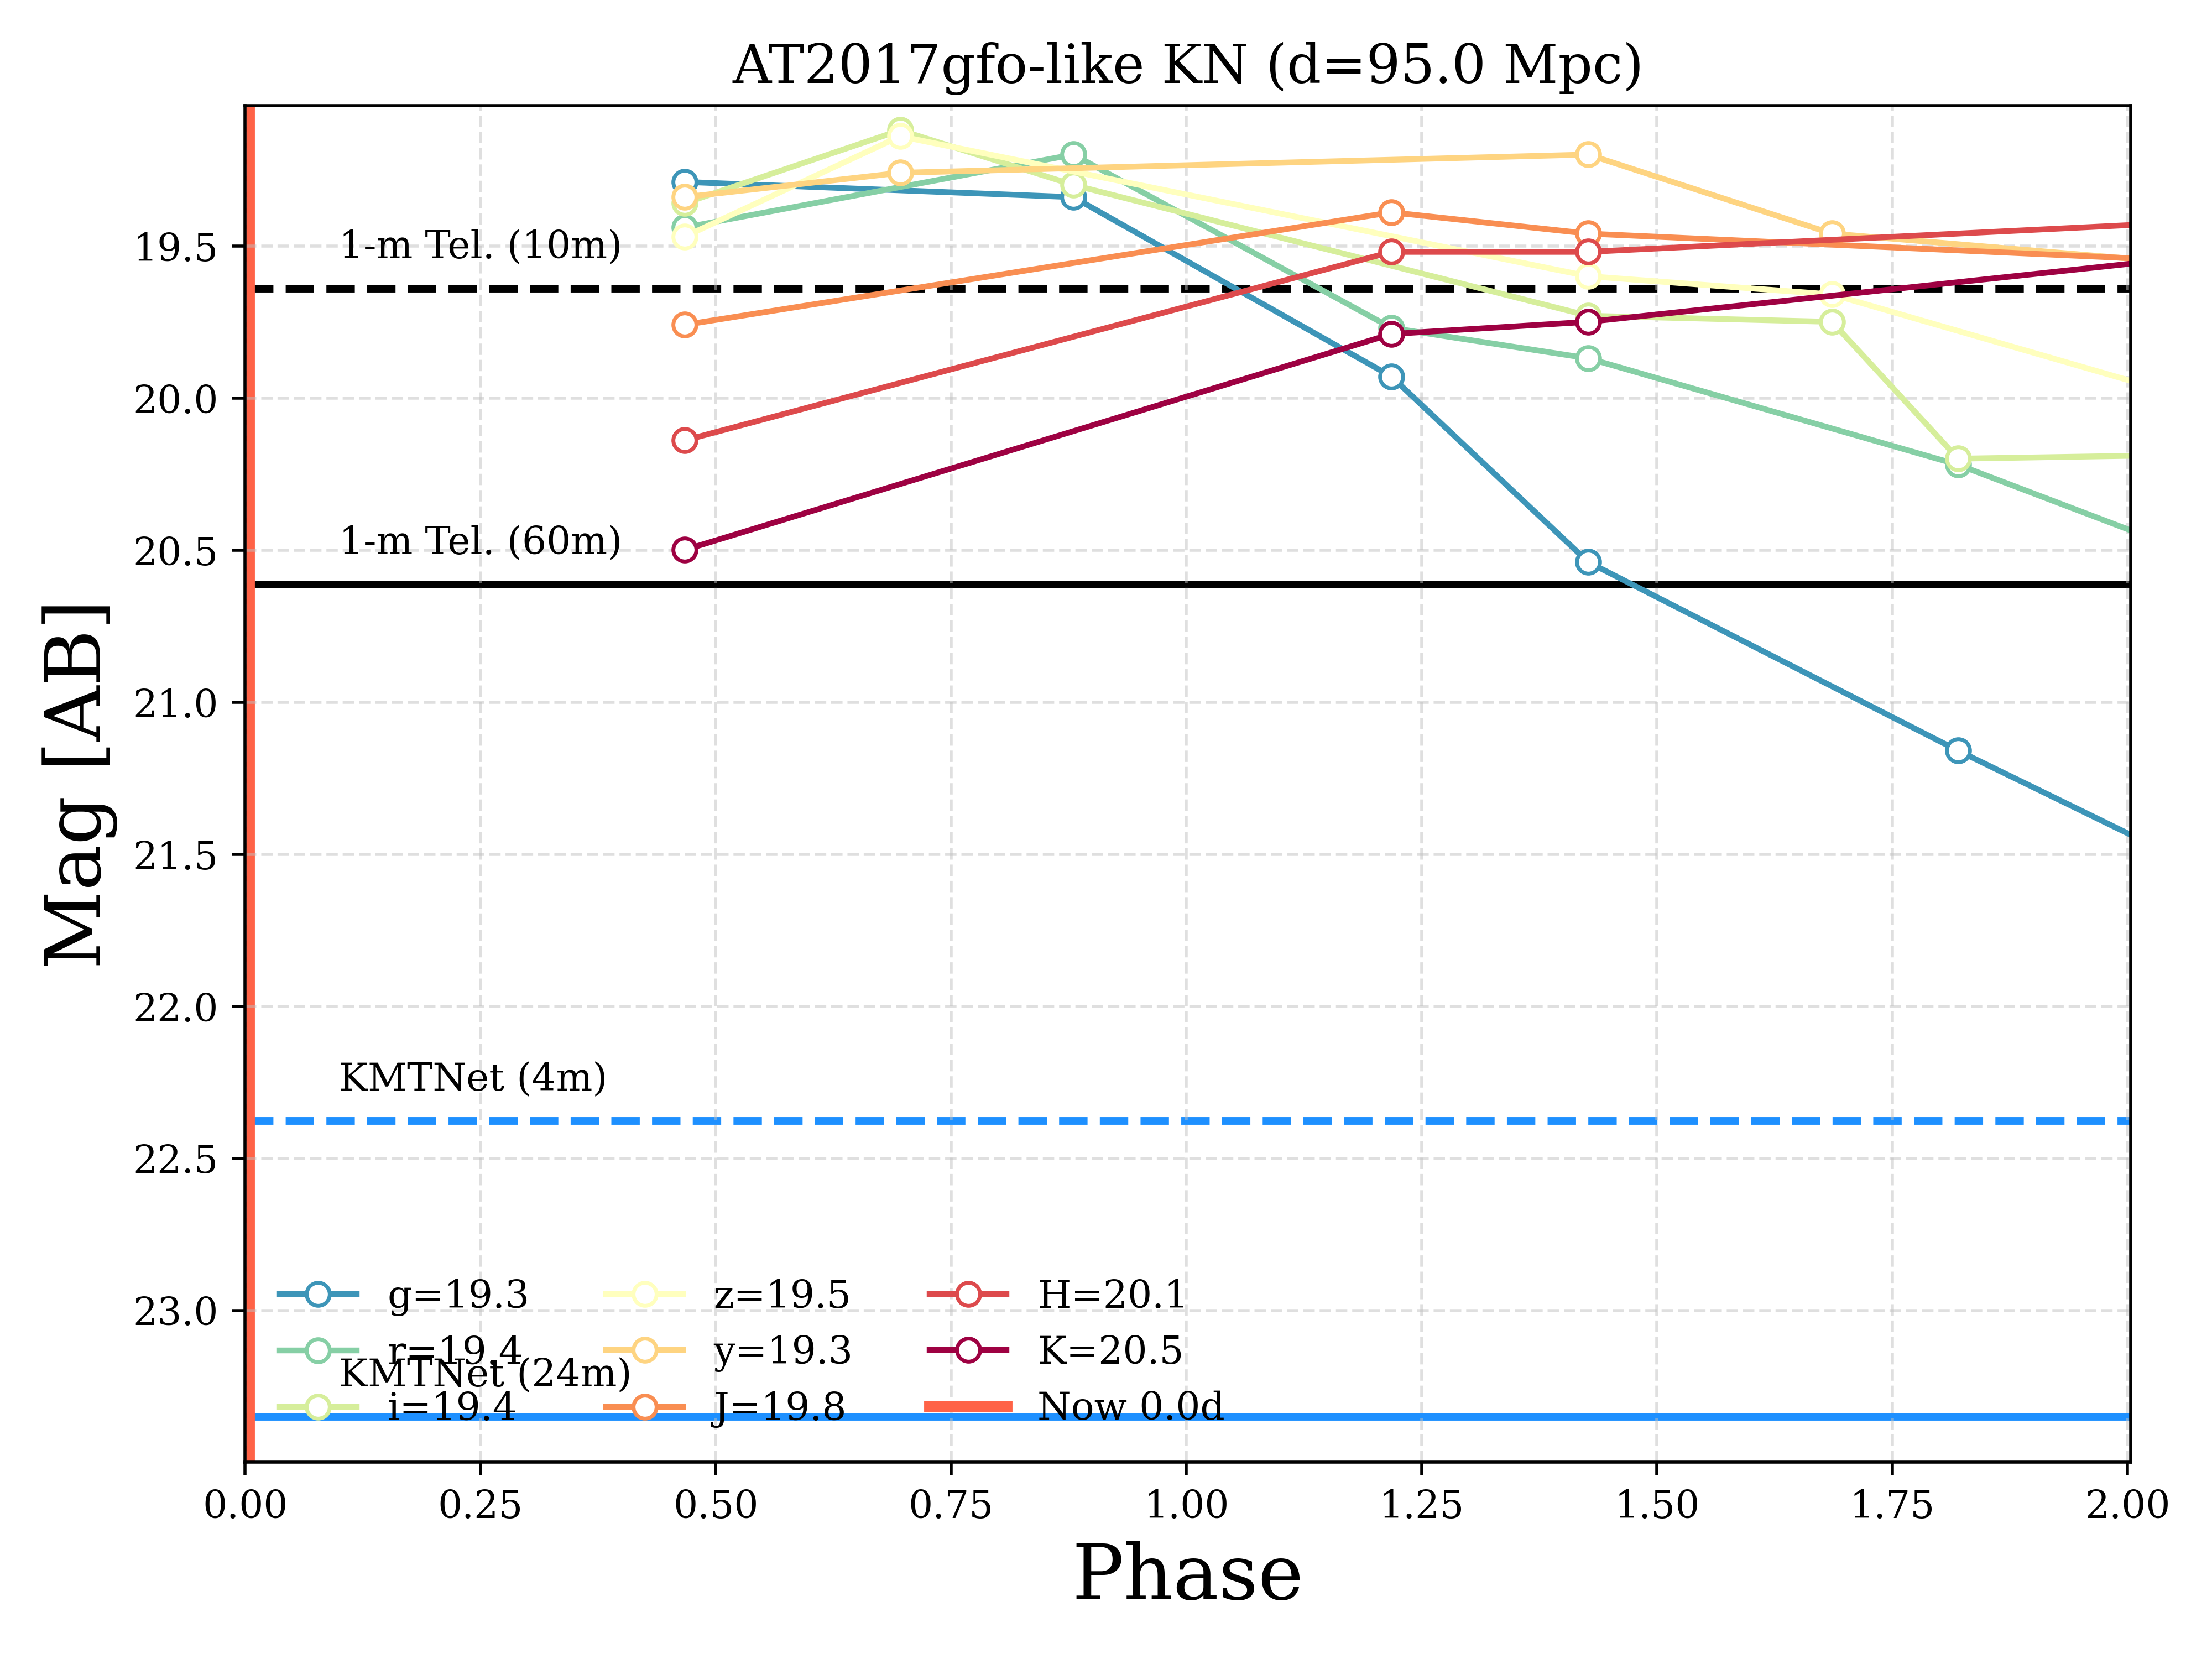 AT2017gfo-like KN (d=95.0 Mpc)
Mag [AB]
19.5
20.0
20.5
21.0
21.5
22.0
22.5
23.0
1-m Tel. (10m)
1-m Tel. (60m)
KMTNet (4m)
KMTNet (24m)
g=19.3
r=19.4
i=19.4
z=19.5
y=19.3
J=19.8
H=20.1
K=20.5
Now 0.0d
0.00 0.25 0.50 0.75 1.00 1.25 1.50 1.75 2.00
Phase